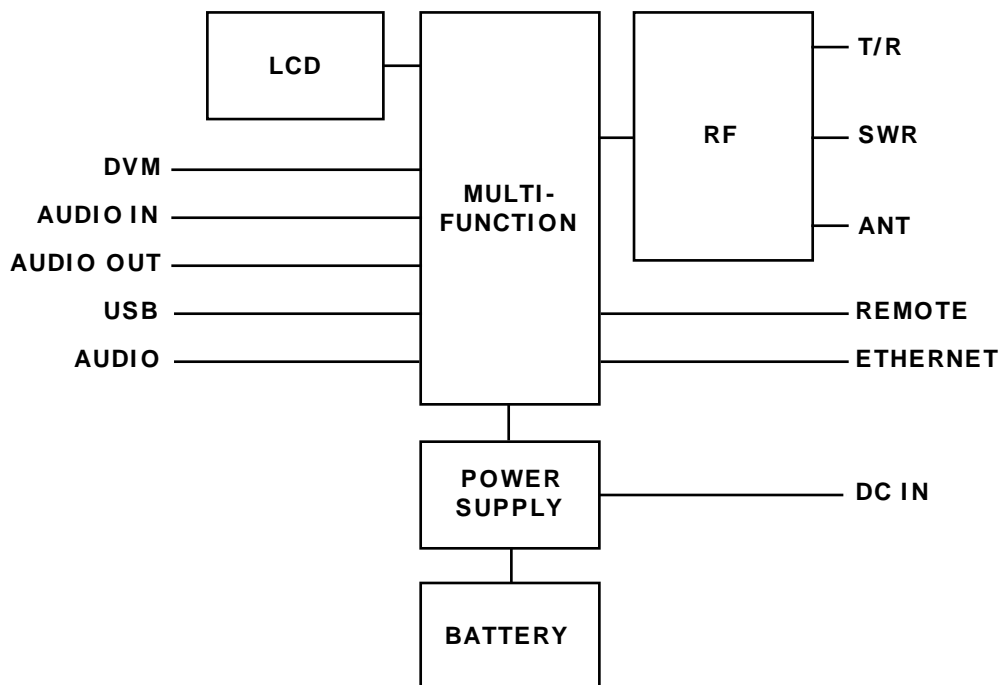 LCD
DVM
AUDIO IN
AUDIO OUT
USB
AUDIO
MULTI-
FUNCTION
RF
T/R
SWR
ANT
REMOTE
ETHERNET
POWER
SUPPLY
DC IN
BATTERY